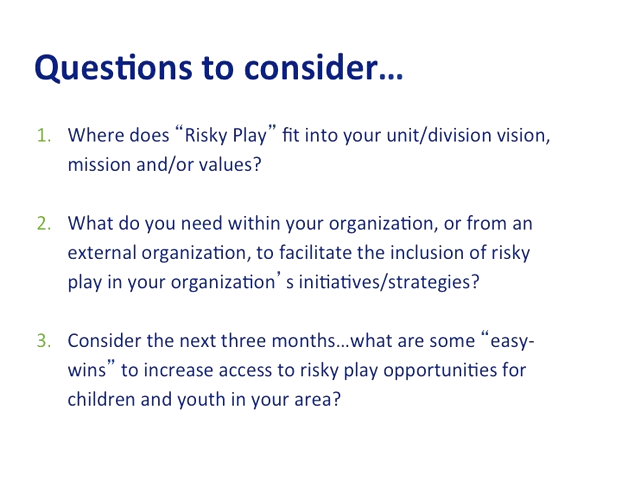 Questions to consider…
1. Where does “Risky Play” fit into your unit/division vision,
mission and/or values?
2. What do you need within your organization, or from an
external organization, to facilitate the inclusion of risky
play in your organization’s initiatives/strategies?
3. Consider the next three months…what are some “easy-
wins” to increase access to risky play opportunities for
children and youth in your area?